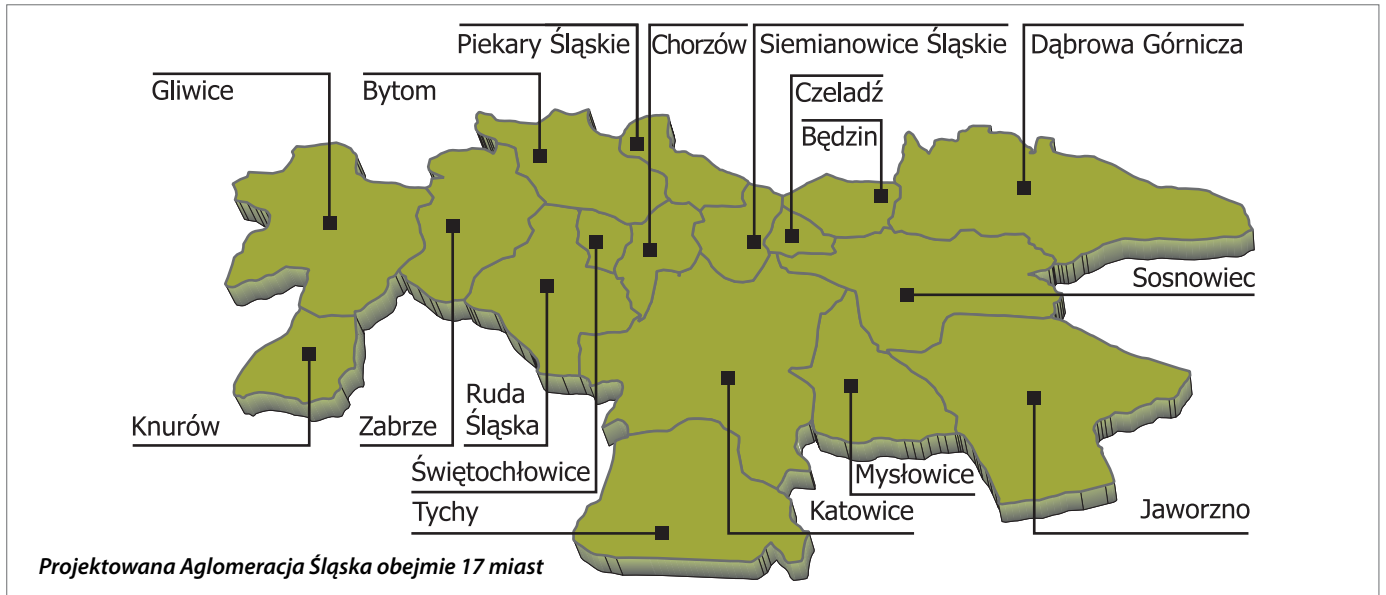 Piekary Śląskie
Chorzów
Siemianowice Śląskie
Dąbrowa Górnicza
Gliwice
Bytom
Czeladź
Będzin
Sosnowiec
Knurów
Zabrze
Ruda
Śląska
Świętochłowice
Mysłowice
Tychy
Katowice
Jaworzno
Projektowana Aglomeracja Śląska obejmie 17 miast